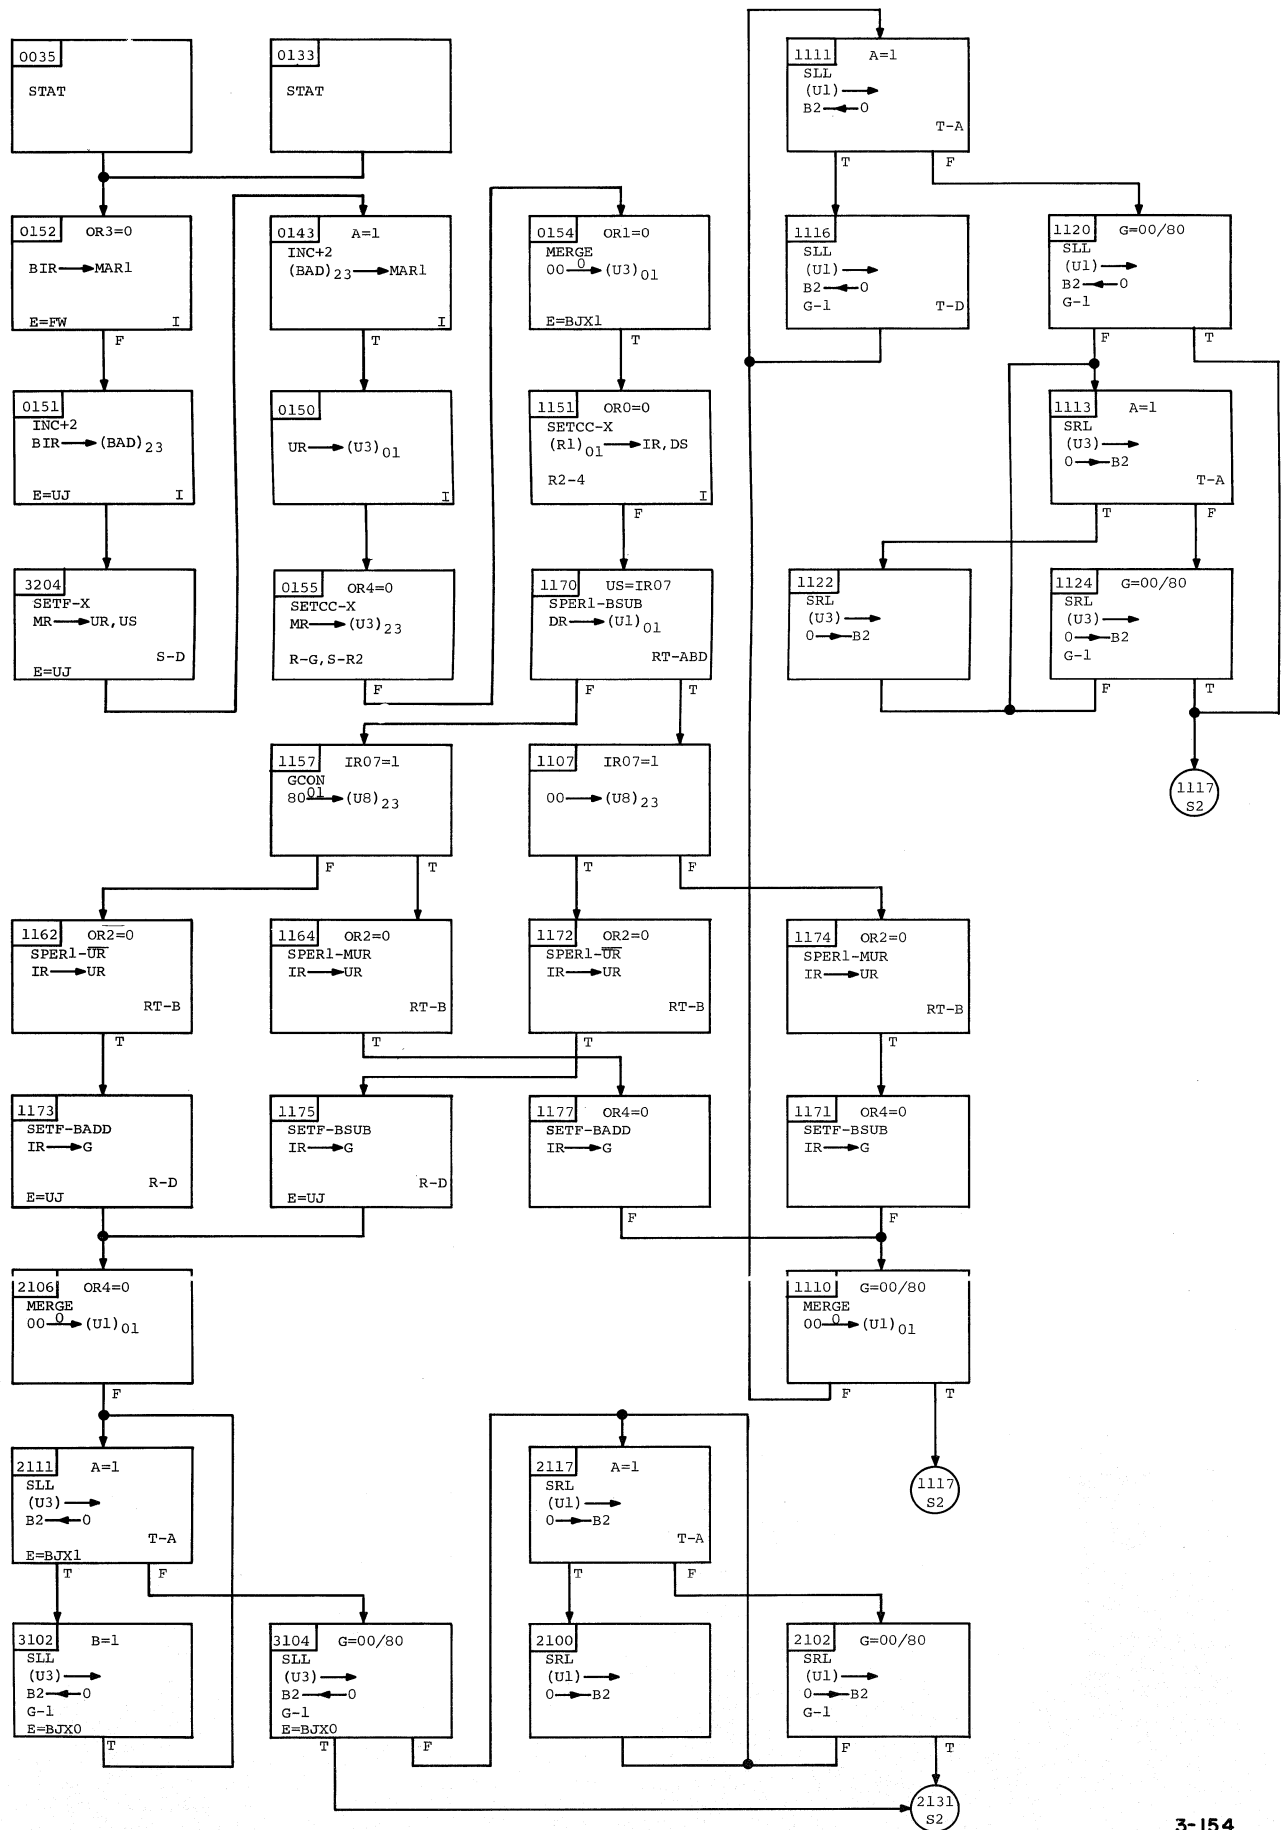 0035
STAT
0133
STAT
1111 A=1
SLL
(U1)
B2 0
T-A
T F
0152 OR3=0
BIR MAR1
E=FW I
F
0143 A=1
INC+2
(BAD)23 MAR1
I
T
0154 OR1=0
MERGE
00 0 (U3)01
E=BJX1
T
1116
SLL
(U1)
B2 0
G-1 T-D
1120 G=00/80
SLL
(U1)
B2 0
G-1
F T
0151
INC+2
BIR (BAD)23
E=UJ I
0150
UR (U3)01
I
1151 OR0=0
SETCC-X
(R1)01 IR,DS
R2-4 I
F
1113 A=1
SRL
(U3)
0 B2
T-A
T F
3204
SETF-X
MR UR,US
S-D
E=UJ
0155 OR4=0
SETCC-X
MR (U3)23
R-G,S-R2
F
1170 US=IR07
SPER1-BSUB
DR (U1)01
RT-ABD
F T
1122
SRL
(U3)
0 B2
1124 G=00/80
SRL
(U3)
0 B2
G-1
F T
1157 IR07=1
GCON
80 01 (U8)23
F T
1107 IR07=1
00 (U8)23
T F
1117
S2
1162 OR2=0
SPER1-UR
IR UR
RT-B
T
1164 OR2=0
SPER1-MUR
IR UR
RT-B
T
1172 OR2=0
SPER1-UR
IR UR
RT-B
T
1174 OR2=0
SPER1-MUR
IR UR
RT-B
T
1173
SETF-BADD
IR G
R-D
E=UJ
1175
SETF-BSUB
IR G
R-D
E=UJ
1177 OR4=0
SETF-BADD
IR G
F
1171 OR4=0
SETF-BSUB
IR G
F
2106 OR4=0
MERGE
00 0 (U1)01
F
1110 G=00/80
MERGE
00 0 (U1)01
F T
2111 A=1
SLL
(U3)
B2 0
T-A
E=BJX1
T F
2117 A=1
SRL
(U1)
0 B2
T-A
T F
1117
S2
3102 B=1
SLL
(U3)
B2 0
G-1
E=BJX0
T
3104 G=00/80
SLL
(U3)
B2 0
G-1
E=BJX0
T F
2100
SRL
(U1)
0 B2
2102 G=00/80
SRL
(U1)
0 B2
G-1
F T
2131
S2
3-154